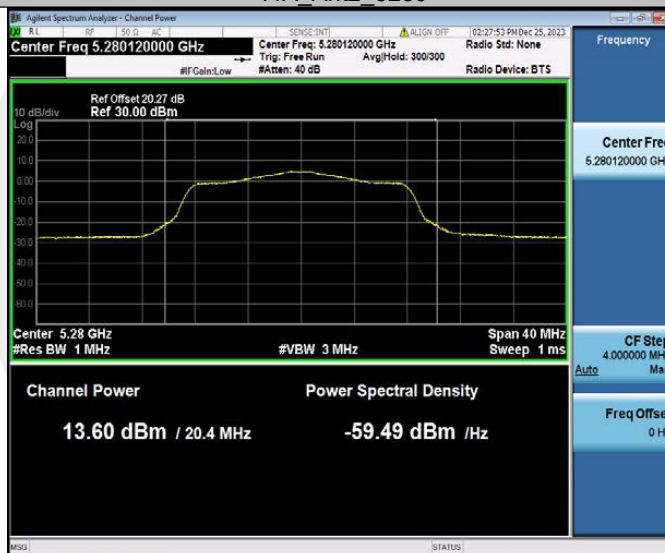 Agilent Spectrum Analyzer - Channel Power
RL RF 50 Ω AC SENSE:INT ALIGN OFF 02:27:53 PM Dec 25, 2023
Center Freq 5.280120000 GHz
Center Freq: 5.280120000 GHz
Radio Std: None
Trig: Free Run Avg|Hold: 300/300
#IFGain:Low #Atten: 40 dB Radio Device: BTS
Ref Offset 20.27 dB
10 dB/div Ref 30.00 dBm
Log
20.0
10.0
0.00
-10.0
-20.0
-30.0
-40.0
-50.0
-60.0
Center 5.28 GHz Span 40 MHz
#Res BW 1 MHz #VBW 3 MHz Sweep 1 ms
Channel Power Power Spectral Density
13.60 dBm / 20.4 MHz -59.49 dBm /Hz
MSG STATUS
Frequency
Center Fre
5.280120000 GH
CF Step
4.000000 MH
Auto Ma
Freq Offse
0 H